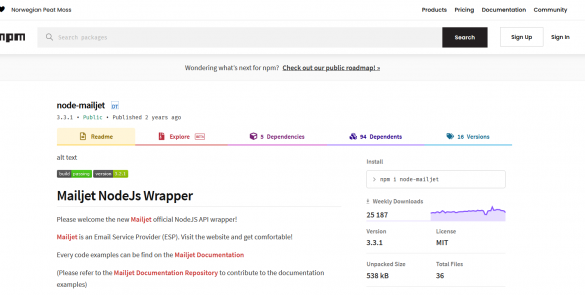 Norwegian Peat Moss
Products Pricing Documentation Community
npm
Search packages
Search
Sign Up
Sign In
Wondering what's next for npm? Check out our public roadmap! »
node-mailjet DT
3.3.1 • Public • Published 2 years ago
Readme
Explore BETA
5 Dependencies
94 Dependents
18 Versions
alt text
build passing version 3.3.1
Mailjet NodeJs Wrapper
Please welcome the new Mailjet official NodeJS API wrapper!
Mailjet is an Email Service Provider (ESP). Visit the website and get comfortable!
Every code examples can be found on the Mailjet Documentation
(Please refer to the Mailjet Documentation Repository to contribute to the documentation
examples)
Install
> npm i node-mailjet
Weekly Downloads
25 187
Version License
3.3.1 MIT
Unpacked Size Total Files
538 kB 36